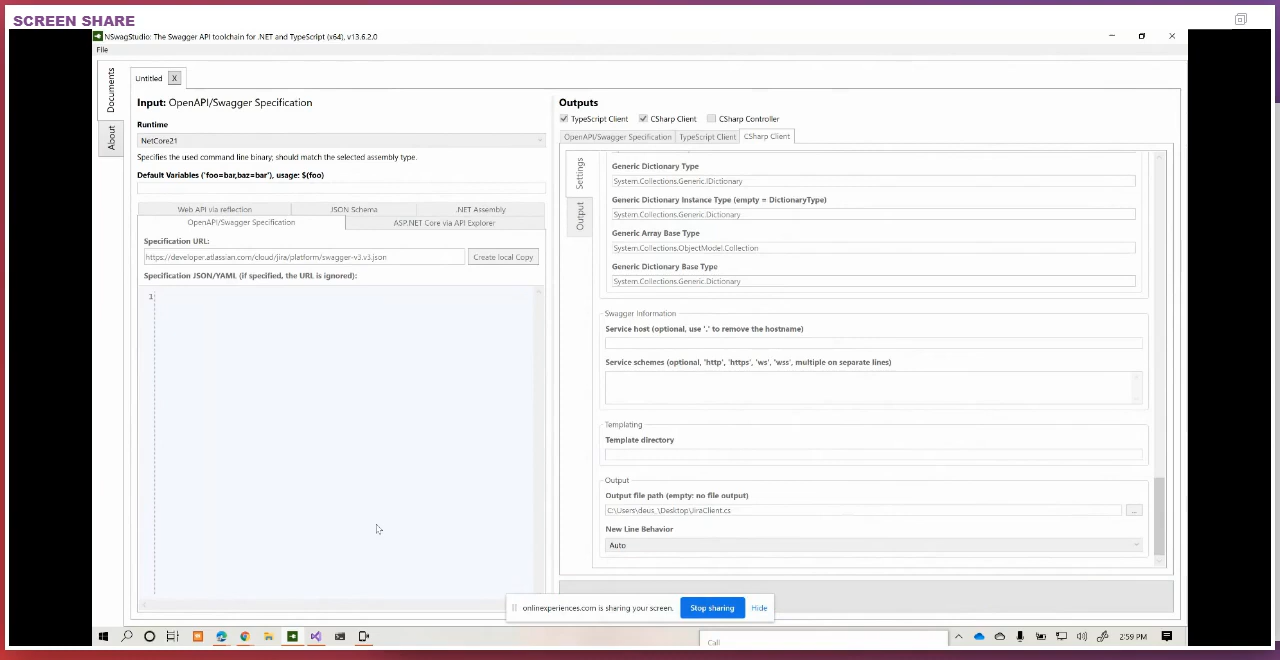 SCREEN SHARE
NSwagStudio: The Swagger API toolchain for .NET and TypeScript (x64), v13.6.2.0
File
Documents
About
Untitled X
Input: OpenAPI/Swagger Specification
Runtime
NetCore21
Specifies the used command line binary; should match the selected assembly type.
Default Variables ('foo=bar,baz=bar'), usage: $(foo)
Web API via reflection JSON Schema .NET Assembly
OpenAPI/Swagger Specification ASP.NET Core via API Explorer
Specification URL:
https://developer.atlassian.com/cloud/jira/platform/swagger-v3.v3.json Create local Copy
Specification JSON/YAML (if specified, the URL is ignored):
1
Outputs
TypeScript Client CSharp Client CSharp Controller
OpenAPI/Swagger Specification TypeScript Client CSharp Client
Settings
Output
Generic Dictionary Type
System.Collections.Generic.IDictionary
Generic Dictionary Instance Type (empty = DictionaryType)
System.Collections.Generic.Dictionary
Generic Array Base Type
System.Collections.ObjectModel.Collection
Generic Dictionary Base Type
System.Collections.Generic.Dictionary
Swagger Information
Service host (optional, use '.' to remove the hostname)
Service schemes (optional, 'http', 'https', 'ws', 'wss', multiple on separate lines)
Templating
Template directory
Output
Output file path (empty: no file output)
C:\Users\deus_\Desktop\JiraClient.cs ...
New Line Behavior
Auto
onlinexperiences.com is sharing your screen. Stop sharing Hide
Call
2:59 PM